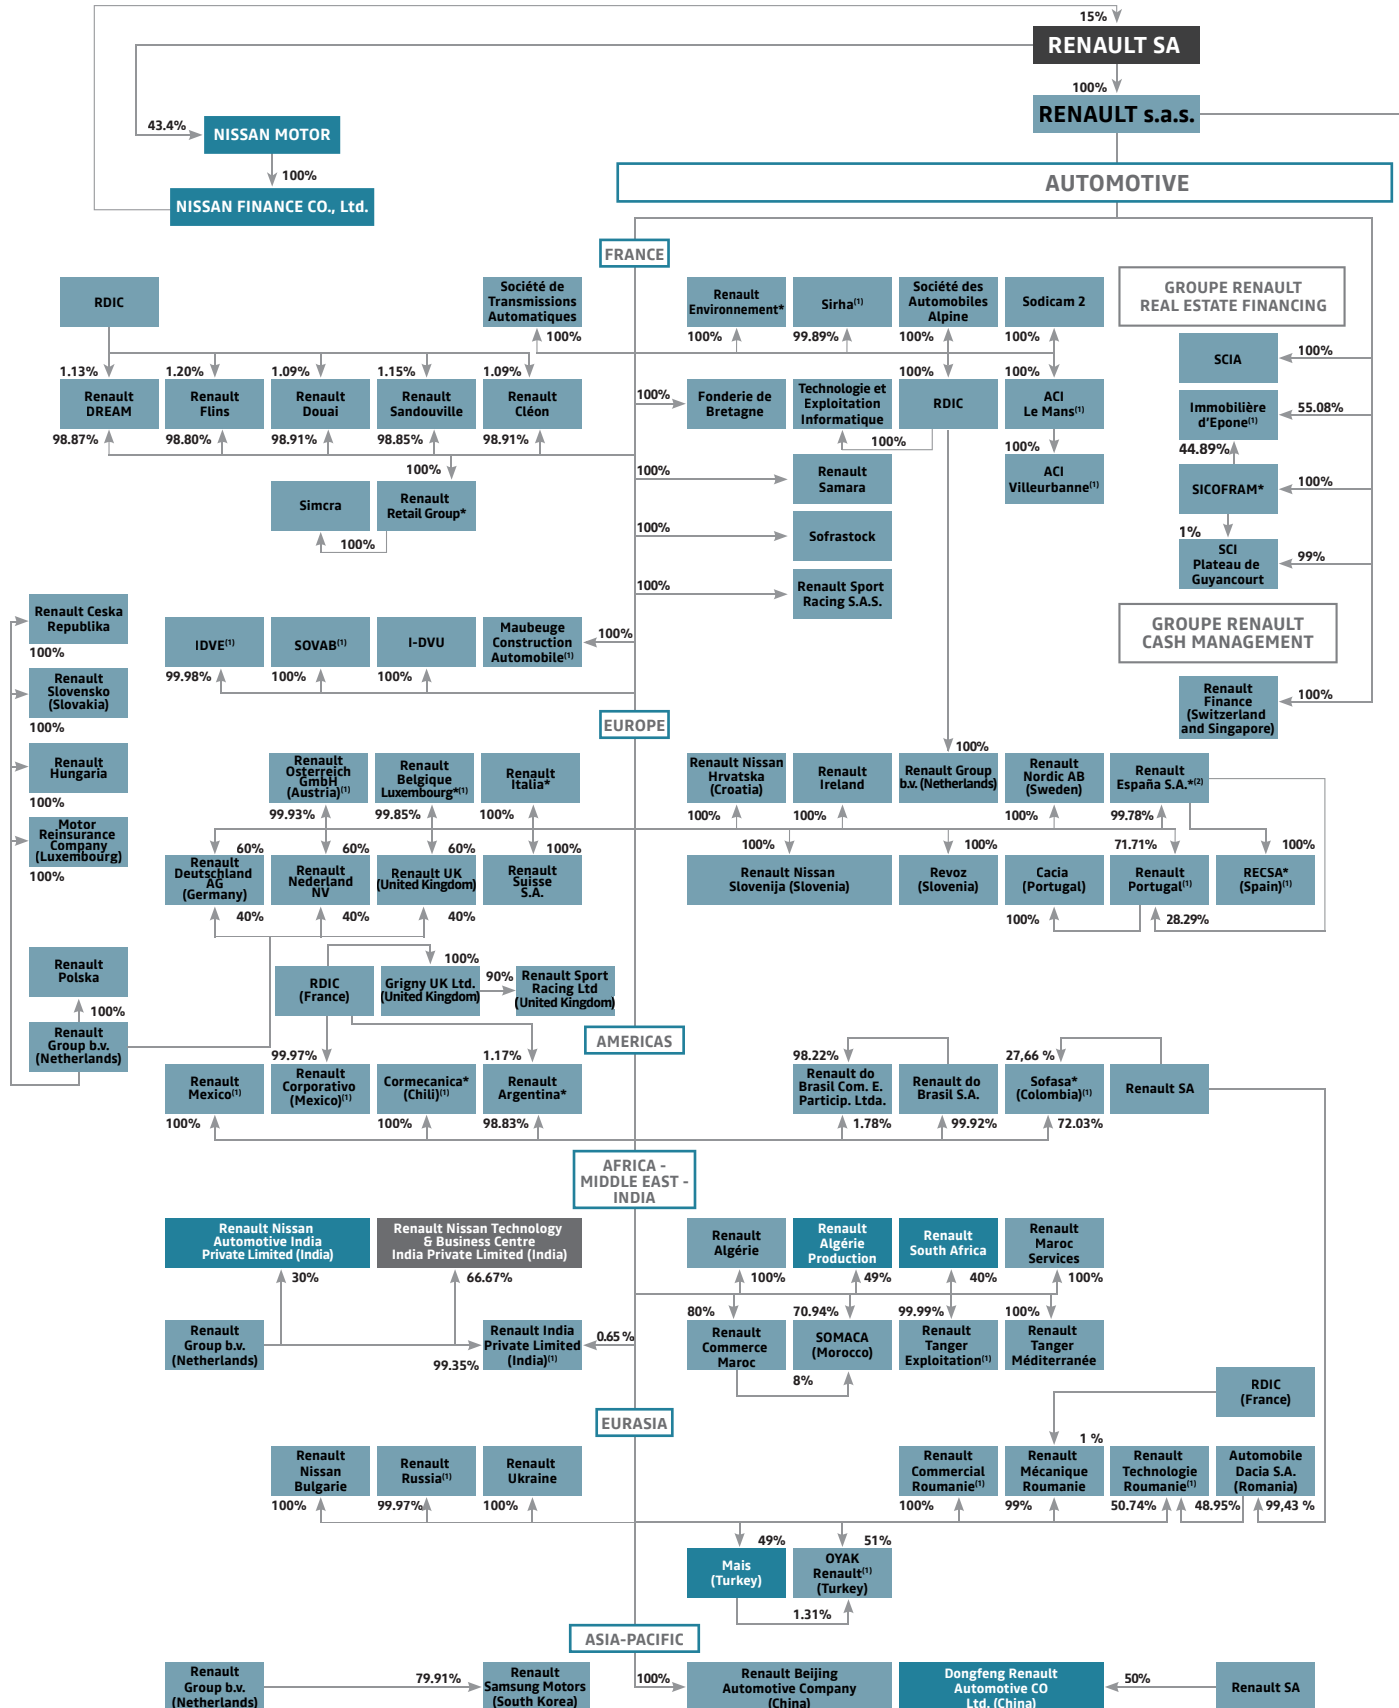 15%
RENAULT SA
100%
RENAULT s.a.s.
43.4%
NISSAN MOTOR
100%
NISSAN FINANCE CO., Ltd.
AUTOMOTIVE
FRANCE
RDIC
Société de
Transmissions
Automatiques
100%
Renault
Environnement*
100%
Sirha(1)
99.89%
Société des
Automobiles
Alpine
100%
Sodicam 2
100%
GROUPE RENAULT
REAL ESTATE FINANCING
1.13%
Renault
DREAM
98.87%
1.20%
Renault
Flins
98.80%
1.09%
Renault
Douai
98.91%
1.15%
Renault
Sandouville
98.85%
1.09%
Renault
Cléon
98.91%
100%
Fonderie de
Bretagne
Technologie et
Exploitation
Informatique
100%
100%
RDIC
100%
ACI
Le Mans(1)
100%
ACI
Villeurbanne(1)
SCIA
100%
Immobilière
d'Epone(1)
55.08%
44.89%
SICOFRAM*
100%
1%
SCI
Plateau de
Guyancourt
99%
100%
Simcra
Renault
Retail Group*
100%
100%
Renault
Samara
100%
Sofrastock
100%
Renault Sport
Racing S.A.S.
GROUPE RENAULT
CASH MANAGEMENT
Renault
Finance
(Switzerland
and Singapore)
100%
Renault Ceska
Republika
100%
Renault
Slovensko
(Slovakia)
100%
Renault
Hungaria
100%
Motor
Reinsurance
Company
(Luxembourg)
100%
IDVE(1)
99.98%
SOVAB(1)
100%
I-DVU
100%
Maubeuge
Construction
Automobile(1)
100%
EUROPE
Renault
Osterreich
GmbH
(Austria)(1)
99.93%
Renault
Belgique
Luxembourg*(1)
99.85%
Renault
Italia*
100%
Renault Nissan
Hrvatska
(Croatia)
100%
Renault
Ireland
100%
100%
Renault Group
b.v. (Netherlands)
Renault
Nordic AB
(Sweden)
100%
Renault
España S.A.*(2)
99.78%
60%
Renault
Deutschland
AG
(Germany)
40%
60%
Renault
Nederland
NV
40%
60%
Renault UK
(United Kingdom)
40%
100%
Renault
Suisse
S.A.
100%
Renault Nissan
Slovenija (Slovenia)
100%
Revoz
(Slovenia)
Cacia
(Portugal)
100%
71.71%
Renault
Portugal(1)
28.29%
100%
RECSA*
(Spain)(1)
Renault
Polska
100%
Renault
Group b.v.
(Netherlands)
RDIC
(France)
100%
Grigny UK Ltd.
(United Kingdom)
90%
Renault Sport
Racing Ltd
(United Kingdom)
AMERICAS
Renault
Mexico(1)
100%
99.97%
Renault
Corporativo
(Mexico)(1)
Cormecanica*
(Chili)(1)
100%
1.17%
Renault
Argentina*
98.83%
98.22%
Renault do
Brasil Com. E.
Particip. Ltda.
1.78%
Renault do
Brasil S.A.
99.92%
27,66 %
Sofasa*
(Colombia)(1)
72.03%
Renault SA
AFRICA -
MIDDLE EAST -
INDIA
Renault Nissan
Automotive India
Private Limited (India)
30%
Renault Nissan Technology
& Business Centre
India Private Limited (India)
66.67%
Renault
Algérie
100%
Renault
Algérie
Production
49%
Renault
South Africa
40%
Renault
Maroc
Services
100%
Renault
Group b.v.
(Netherlands)
99.35%
Renault India
Private Limited
(India)(1)
0.65 %
80%
Renault
Commerce
Maroc
8%
70.94%
SOMACA
(Morocco)
99.99%
Renault
Tanger
Exploitation(1)
100%
Renault
Tanger
Méditerranée
RDIC
(France)
EURASIA
Renault
Nissan
Bulgarie
100%
Renault
Russia(1)
99.97%
Renault
Ukraine
100%
Renault
Commercial
Roumanie(1)
100%
1 %
Renault
Mécanique
Roumanie
99%
Renault
Technologie
Roumanie(1)
50.74%
48.95%
Automobile
Dacia S.A.
(Romania)
99,43 %
49%
Mais
(Turkey)
51%
OYAK
Renault(1)
(Turkey)
1.31%
ASIA-PACIFIC
Renault
Group b.v.
(Netherlands)
79.91%
Renault
Samsung Motors
(South Korea)
100%
Renault Beijing
Automotive Company
(China)
Dongfeng Renault
Automotive CO
Ltd. (China)
50%
Renault SA